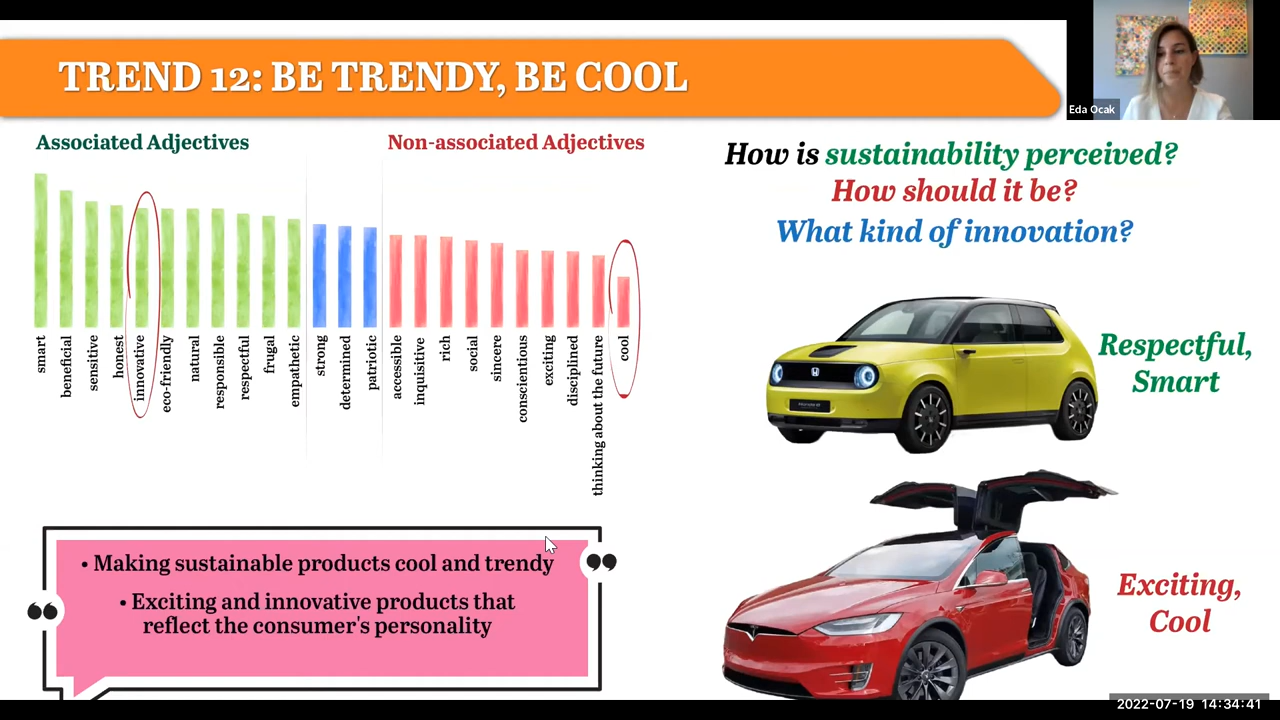 TREND 12: BE TRENDY, BE COOL
Eda Ocak
Associated Adjectives
Non-associated Adjectives
smart
beneficial
sensitive
honest
innovative
eco-friendly
natural
responsible
respectful
frugal
empathetic
strong
determined
patriotic
accessible
inquisitive
rich
social
sincere
conscientious
exciting
disciplined
thinking about the future
cool
How is sustainability perceived?
How should it be?
What kind of innovation?
Respectful,
Smart
Exciting,
Cool
• Making sustainable products cool and trendy
• Exciting and innovative products that
reflect the consumer's personality
2022-07-19 14:34:41